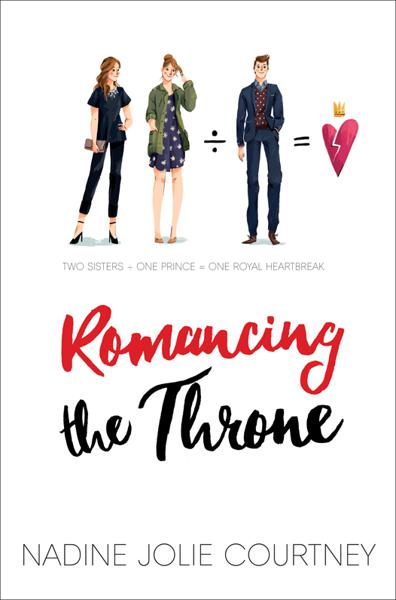 ÷ =
TWO SISTERS ÷ ONE PRINCE = ONE ROYAL HEARTBREAK
Romancing
the Throne
NADINE JOLIE COURTNEY